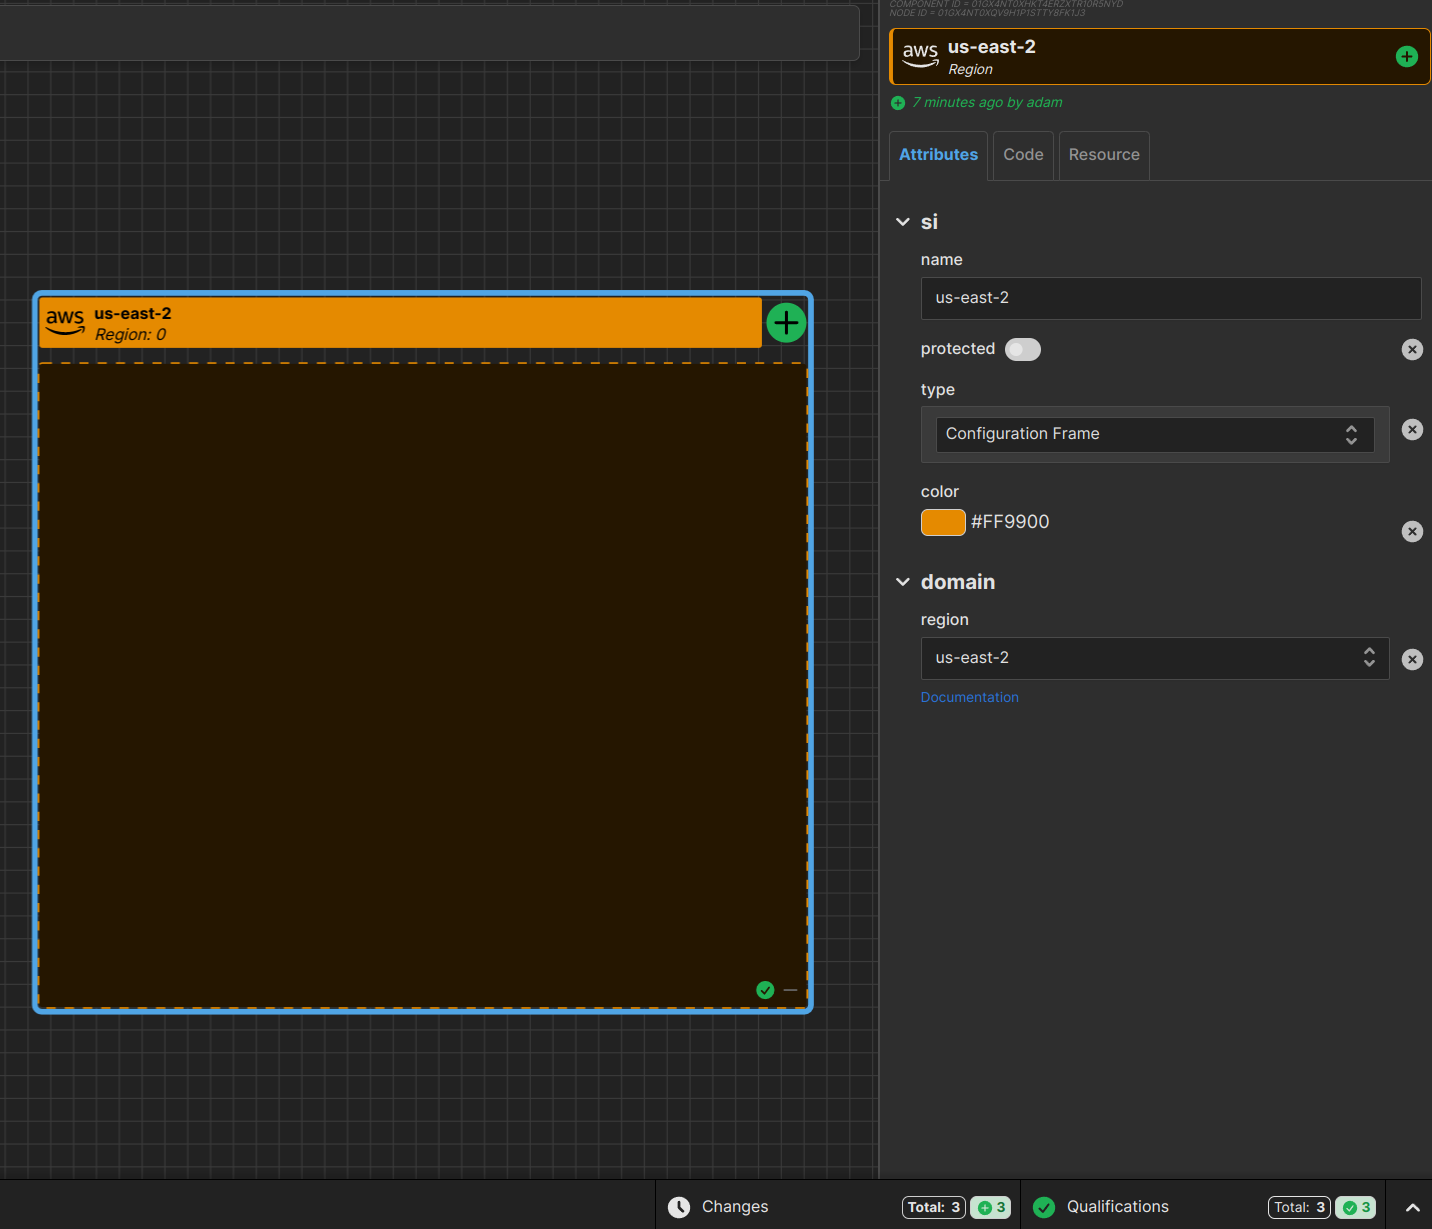 aws
us-east-2
Region: 0
COMPONENT ID = 01GX4NT0XHKT4ERZXTR10R5NYD
NODE ID = 01GX4NT0XQV9H1P1STTY8FK1J3
aws
us-east-2
Region
7 minutes ago by adam
Attributes
Code
Resource
si
name
us-east-2
protected
type
Configuration Frame
color
#FF9900
domain
region
us-east-2
Documentation
Changes
Total: 3
3
Qualifications
Total: 3
3